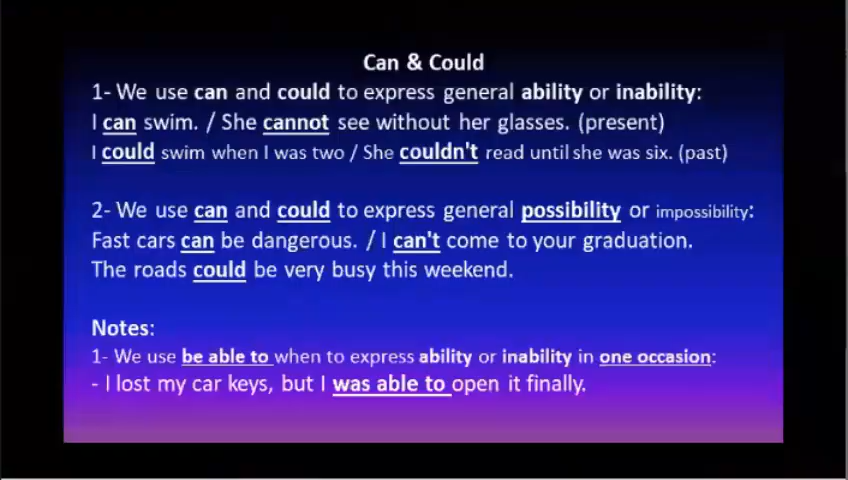 Can & Could
1- We use can and could to express general ability or inability:
I can swim. / She cannot see without her glasses. (present)
I could swim when I was two / She couldn't read until she was six. (past)
2- We use can and could to express general possibility or impossibility:
Fast cars can be dangerous. / I can't come to your graduation.
The roads could be very busy this weekend.
Notes:
1- We use be able to when to express ability or inability in one occasion:
- I lost my car keys, but I was able to open it finally.